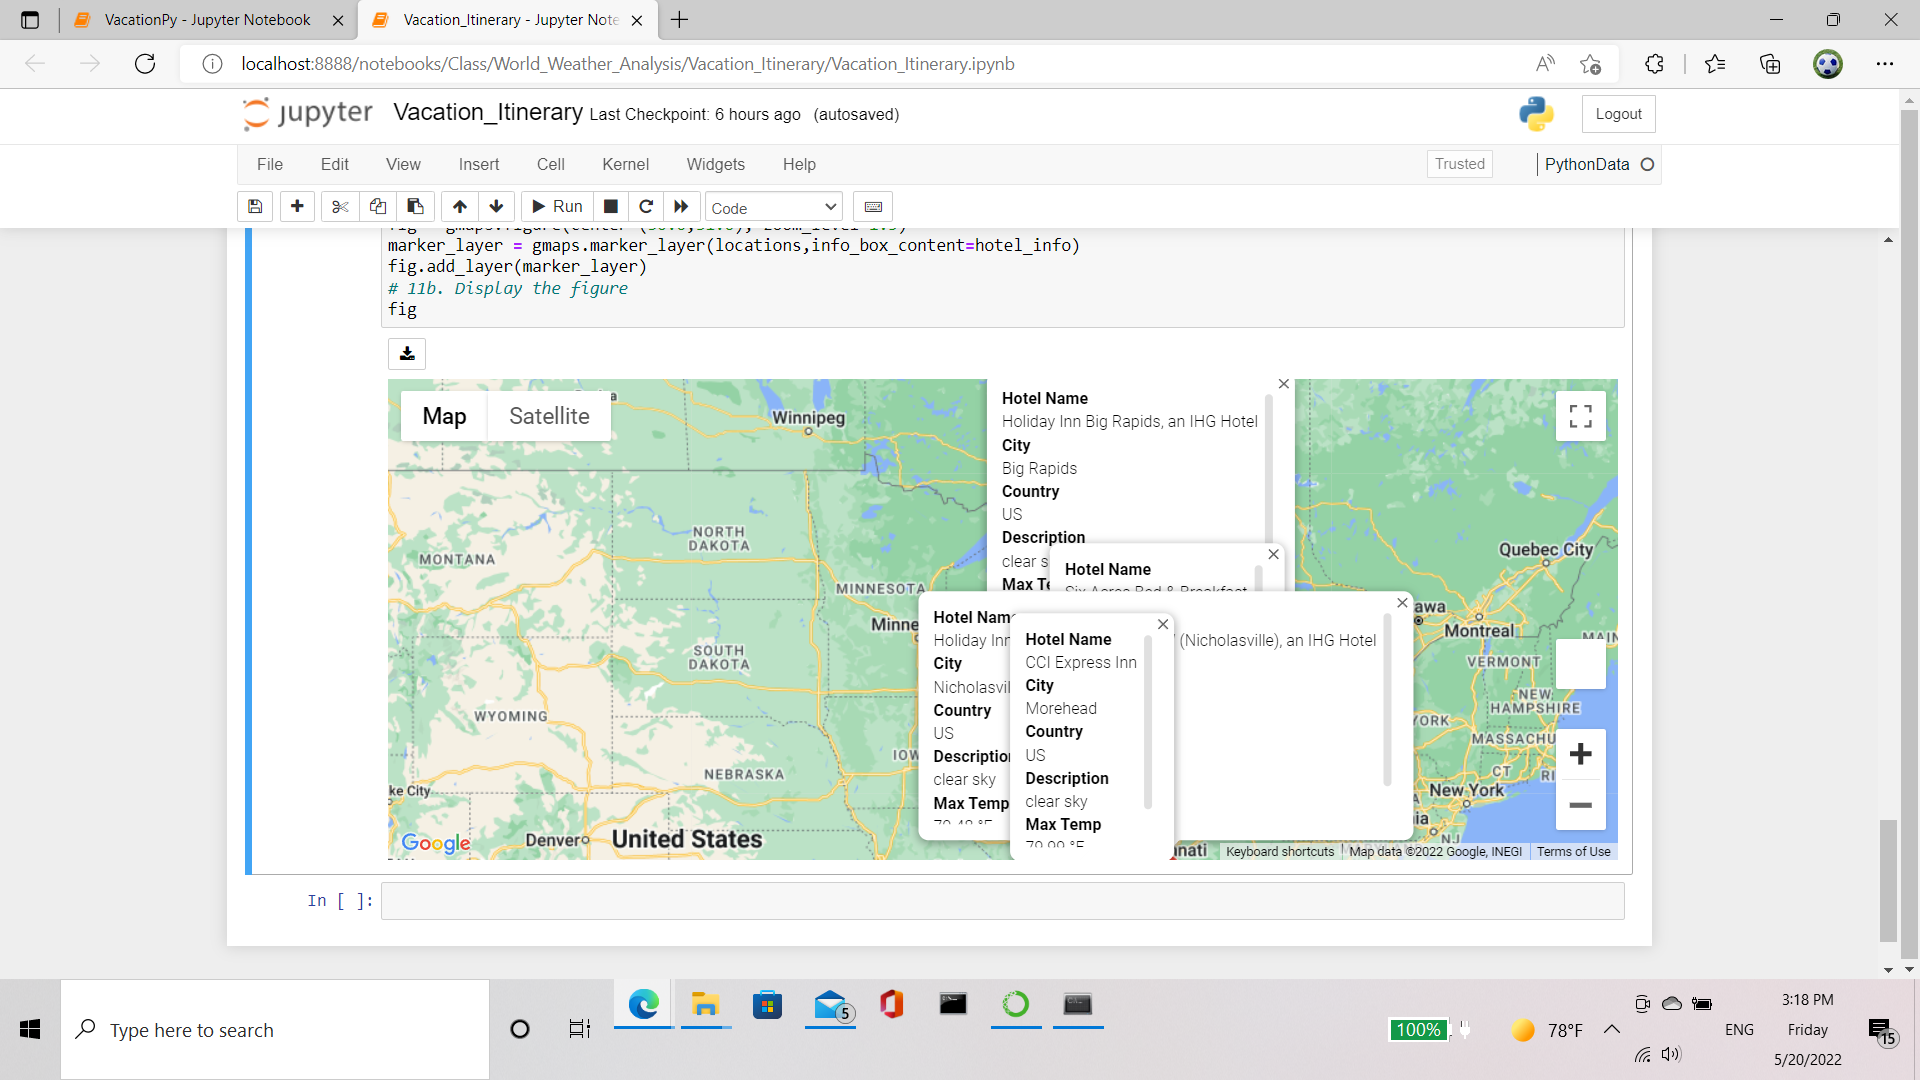 VacationPy - Jupyter Notebook
Vacation_Itinerary - Jupyter Note
localhost:8888/notebooks/Class/World_Weather_Analysis/Vacation_Itinerary/Vacation_Itinerary.ipynb
jupyter Vacation_Itinerary Last Checkpoint: 6 hours ago (autosaved)
Logout
File Edit View Insert Cell Kernel Widgets Help
Trusted
PythonData
Run
Code
marker_layer = gmaps.marker_layer(locations,info_box_content=hotel_info)
fig.add_layer(marker_layer)
# 11b. Display the figure
fig
Map Satellite
Winnipeg
MONTANA
NORTH
DAKOTA
MINNESOTA
Minne
SOUTH
DAKOTA
WYOMING
IOW
NEBRASKA
ke City
Denver
United States
Google
Hotel Name
Holiday Inn Big Rapids, an IHG Hotel
City
Big Rapids
Country
US
Description
clear s
Max Te
Hotel Name
Six Acres Bed & Breakfast
Hotel Name
Holiday Inn
(Nicholasville), an IHG Hotel
City
Nicholasvil
Country
US
Description
clear sky
Max Temp
Hotel Name
CCI Express Inn
City
Morehead
Country
US
Description
clear sky
Max Temp
Quebec City
awa
Montreal
MAIN
VERMONT
NEW
HAMPSHIRE
YORK
MASSACHU
CT
RI
New York
ia
NJ
nati
Keyboard shortcuts
Map data ©2022 Google, INEGI
Terms of Use
In [ ]:
Type here to search
5
100%
78°F
ENG
3:18 PM
Friday
5/20/2022
15